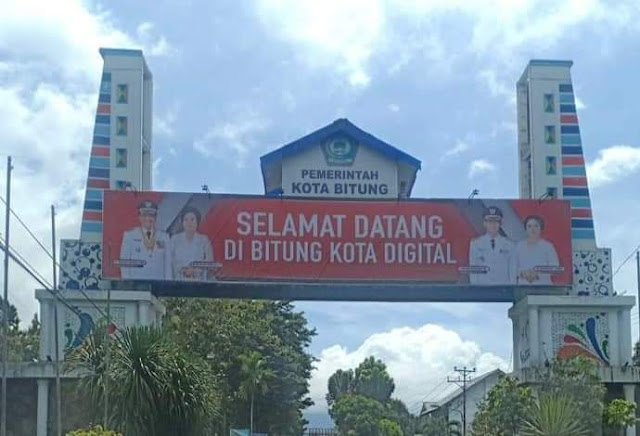 PEMERINTAH
KOTA BITUNG
SELAMAT DATANG
DI BITUNG KOTA DIGITAL